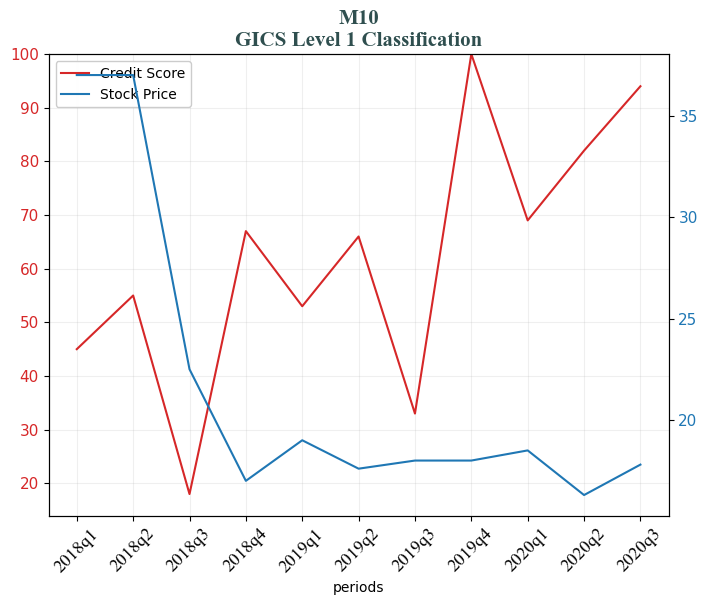 M10
GICS Level 1 Classification
Credit Score
Stock Price
100
90
80
70
60
50
40
30
20
35
30
25
20
2018q1
2018q2
2018q3
2018q4
2019q1
2019q2
2019q3
2019q4
2020q1
2020q2
2020q3
periods